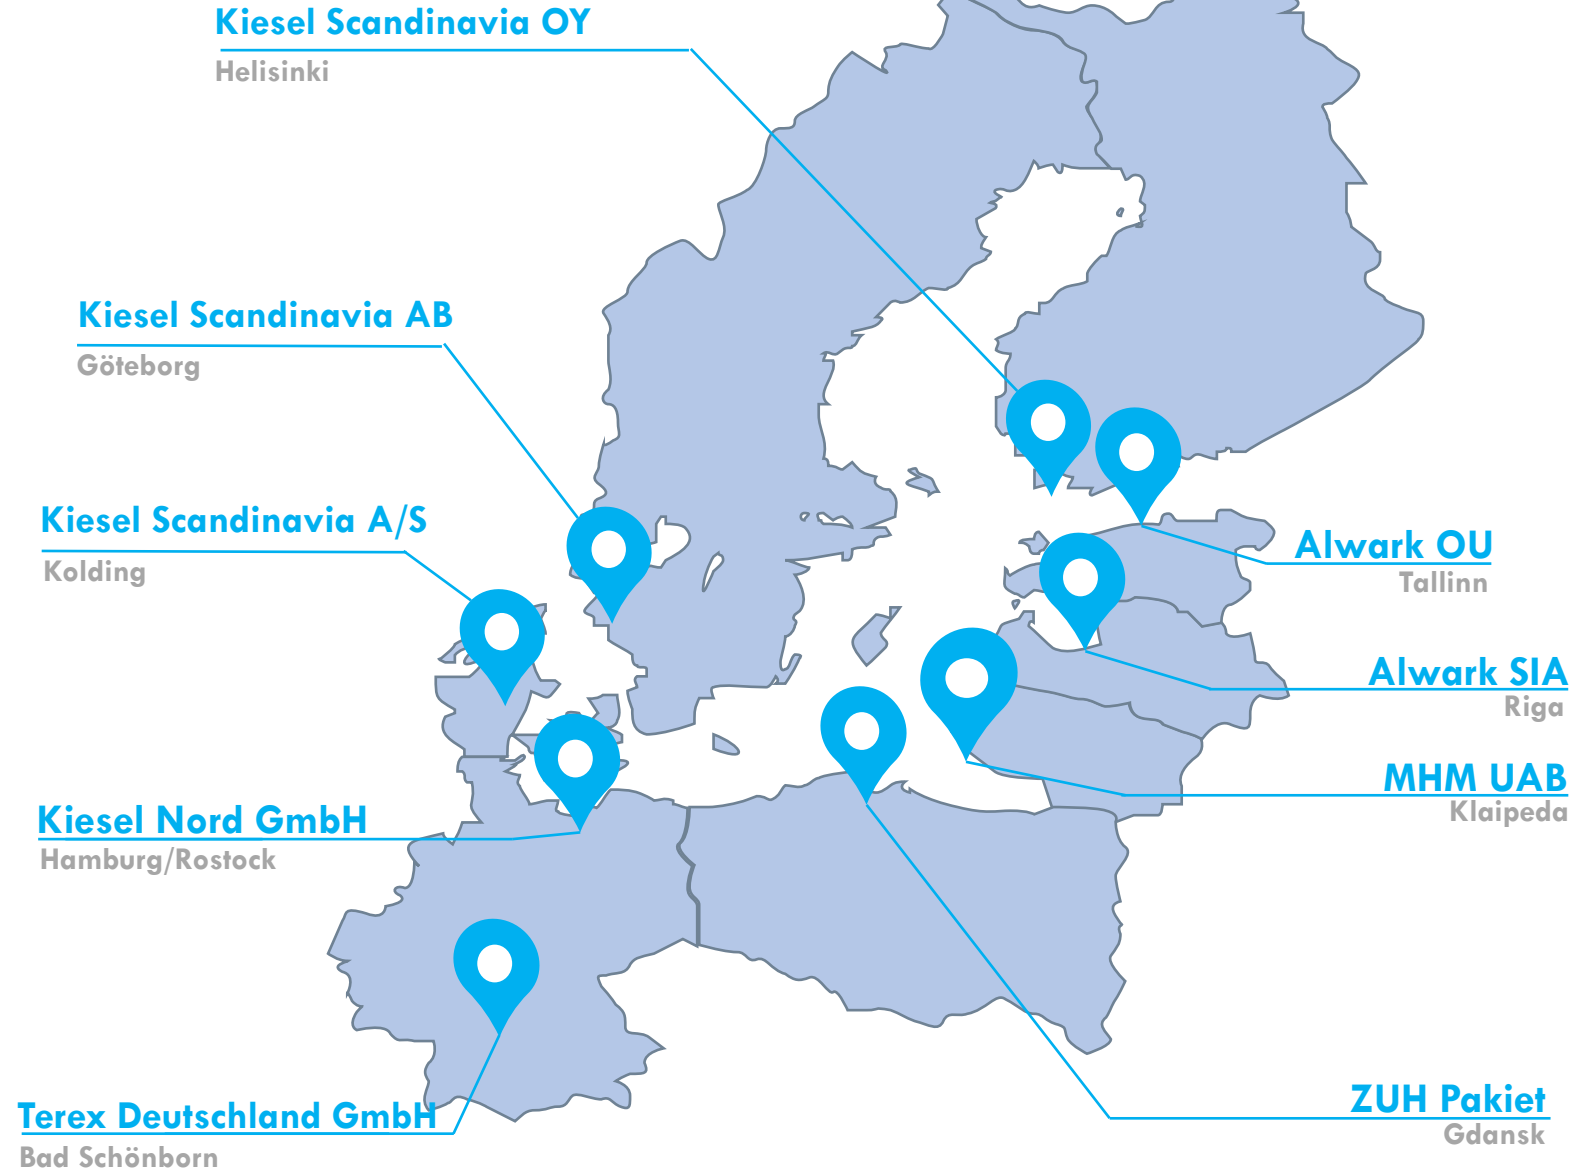 Kiesel Scandinavia OY
Helisinki
Kiesel Scandinavia AB
Göteborg
Kiesel Scandinavia A/S
Kolding
Alwark OU
Tallinn
Alwark SIA
Riga
MHM UAB
Klaipeda
Kiesel Nord GmbH
Hamburg/Rostock
ZUH Pakiet
Gdansk
Terex Deutschland GmbH
Bad Schönborn